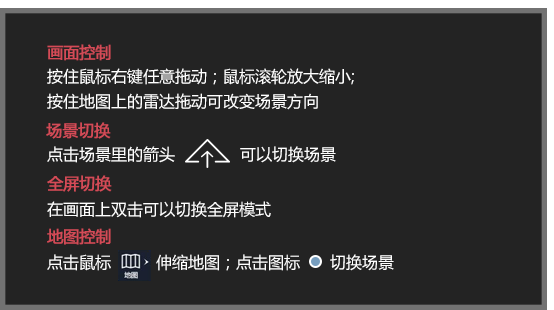 画面控制
按住鼠标右键任意拖动；鼠标滚轮放大缩小;
按住地图上的雷达拖动可改变场景方向
场景切换
点击场景里的箭头 可以切换场景
全屏切换
在画面上双击可以切换全屏模式
地图控制
点击鼠标 地图 伸缩地图；点击图标 切换场景